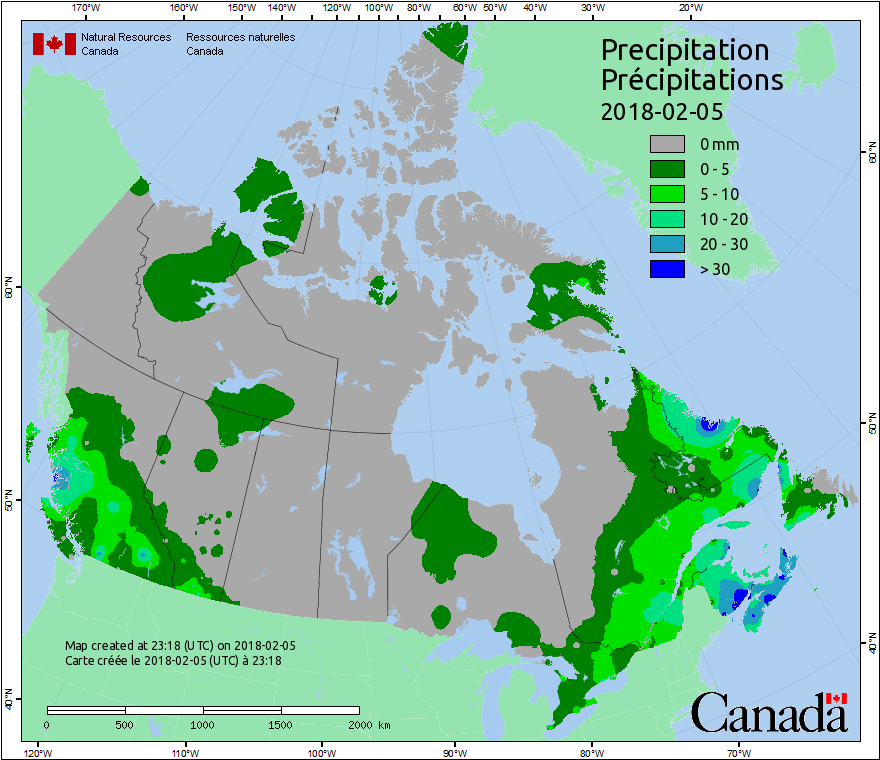 170°W 160°W 150°W 140°W 120°W 100°W 80°W 60°W 50°W 40°W 30°W 20°W
Natural Resources Ressources naturelles
Canada Canada
Precipitation
Précipitations
2018-02-05
0 mm
0 - 5
5 - 10
10 - 20
20 - 30
> 30
60°N
60°N
50°N
50°N
40°N
40°N
Map created at 23:18 (UTC) on 2018-02-05
Carte créée le 2018-02-05 (UTC) à 23:18
0 500 1000 1500 2000 km
Canada
120°W 110°W 100°W 90°W 80°W 70°W